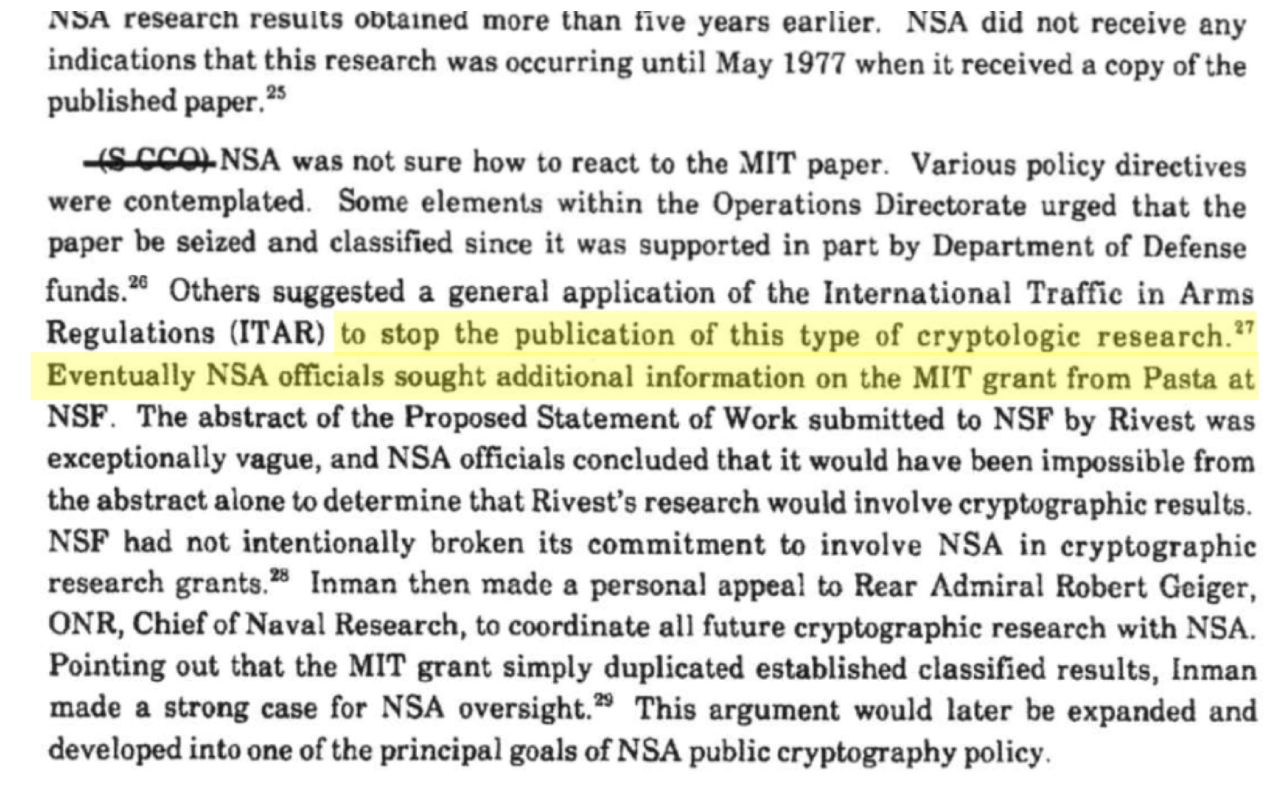 NSA research results obtained more than five years earlier. NSA did not receive any
indications that this research was occurring until May 1977 when it received a copy of the
published paper.25
(S CCO) NSA was not sure how to react to the MIT paper. Various policy directives
were contemplated. Some elements within the Operations Directorate urged that the
paper be seized and classified since it was supported in part by Department of Defense
funds.26 Others suggested a general application of the International Traffic in Arms
Regulations (ITAR) to stop the publication of this type of cryptologic research.27
Eventually NSA officials sought additional information on the MIT grant from Pasta at
NSF. The abstract of the Proposed Statement of Work submitted to NSF by Rivest was
exceptionally vague, and NSA officials concluded that it would have been impossible from
the abstract alone to determine that Rivest's research would involve cryptographic results.
NSF had not intentionally broken its commitment to involve NSA in cryptographic
research grants.28 Inman then made a personal appeal to Rear Admiral Robert Geiger,
ONR, Chief of Naval Research, to coordinate all future cryptographic research with NSA.
Pointing out that the MIT grant simply duplicated established classified results, Inman
made a strong case for NSA oversight.29 This argument would later be expanded and
developed into one of the principal goals of NSA public cryptography policy.